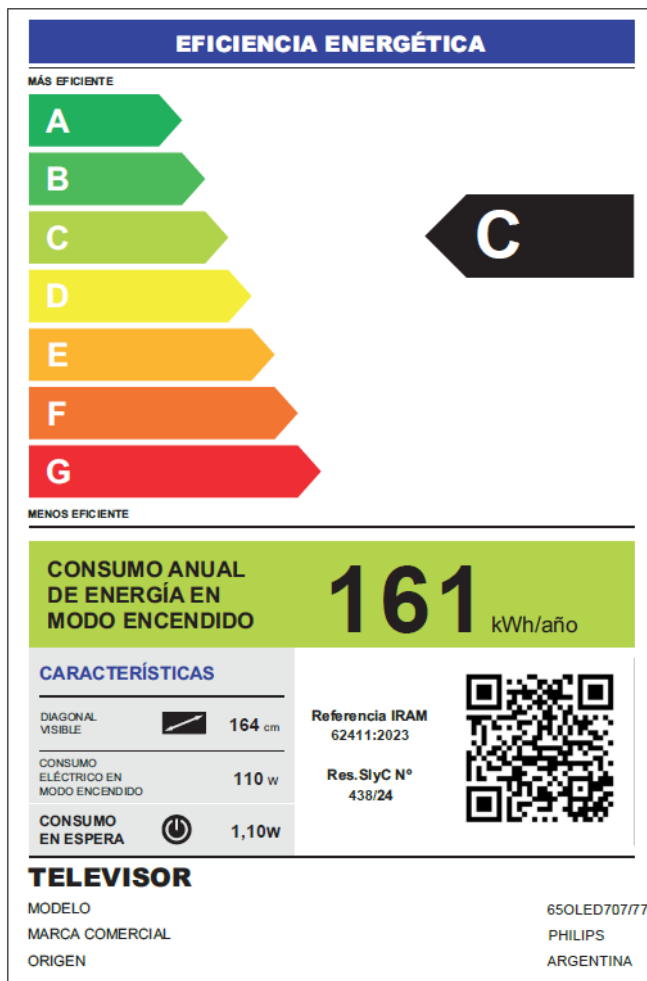 EFICIENCIA ENERGÉTICA
MÁS EFICIENTE
A
B
C
C
D
E
F
G
MENOS EFICIENTE
CONSUMO ANUAL
DE ENERGÍA EN
MODO ENCENDIDO
161 kWh/año
CARACTERÍSTICAS
DIAGONAL
VISIBLE
164 cm
CONSUMO
ELÉCTRICO EN
MODO ENCENDIDO
110 w
CONSUMO
EN ESPERA
1,10w
Referencia IRAM
62411:2023
Res.SIyC Nº
438/24
TELEVISOR
MODELO 65OLED707/77
MARCA COMERCIAL PHILIPS
ORIGEN ARGENTINA